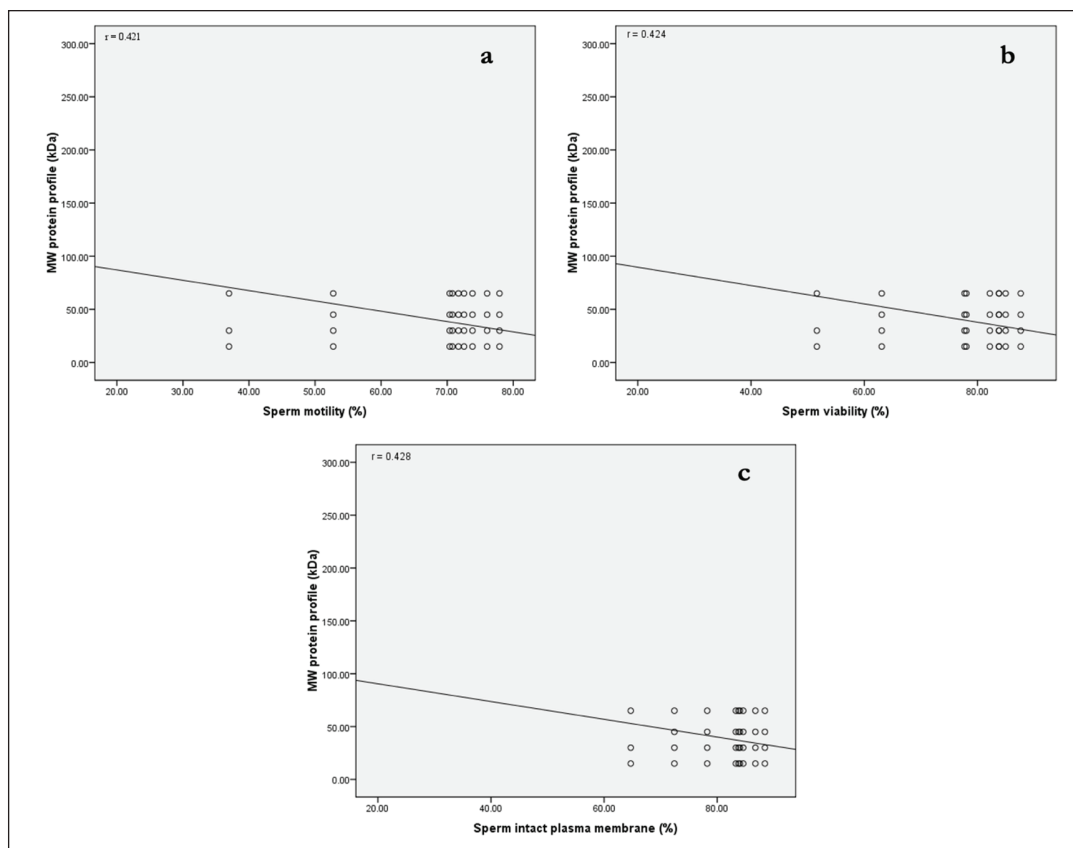 r = 0.421
a
MW protein profile (kDa)
300.00
250.00
200.00
150.00
100.00
50.00
0.00
20.00 30.00 40.00 50.00 60.00 70.00 80.00
Sperm motility (%)
r = 0.424
b
MW protein profile (kDa)
300.00
250.00
200.00
150.00
100.00
50.00
0.00
20.00 40.00 60.00 80.00
Sperm viability (%)
r = 0.428
c
MW protein profile (kDa)
300.00
250.00
200.00
150.00
100.00
50.00
0.00
20.00 40.00 60.00 80.00
Sperm intact plasma membrane (%)